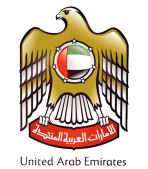 الإمارات العربية المتحدة
United Arab Emirates